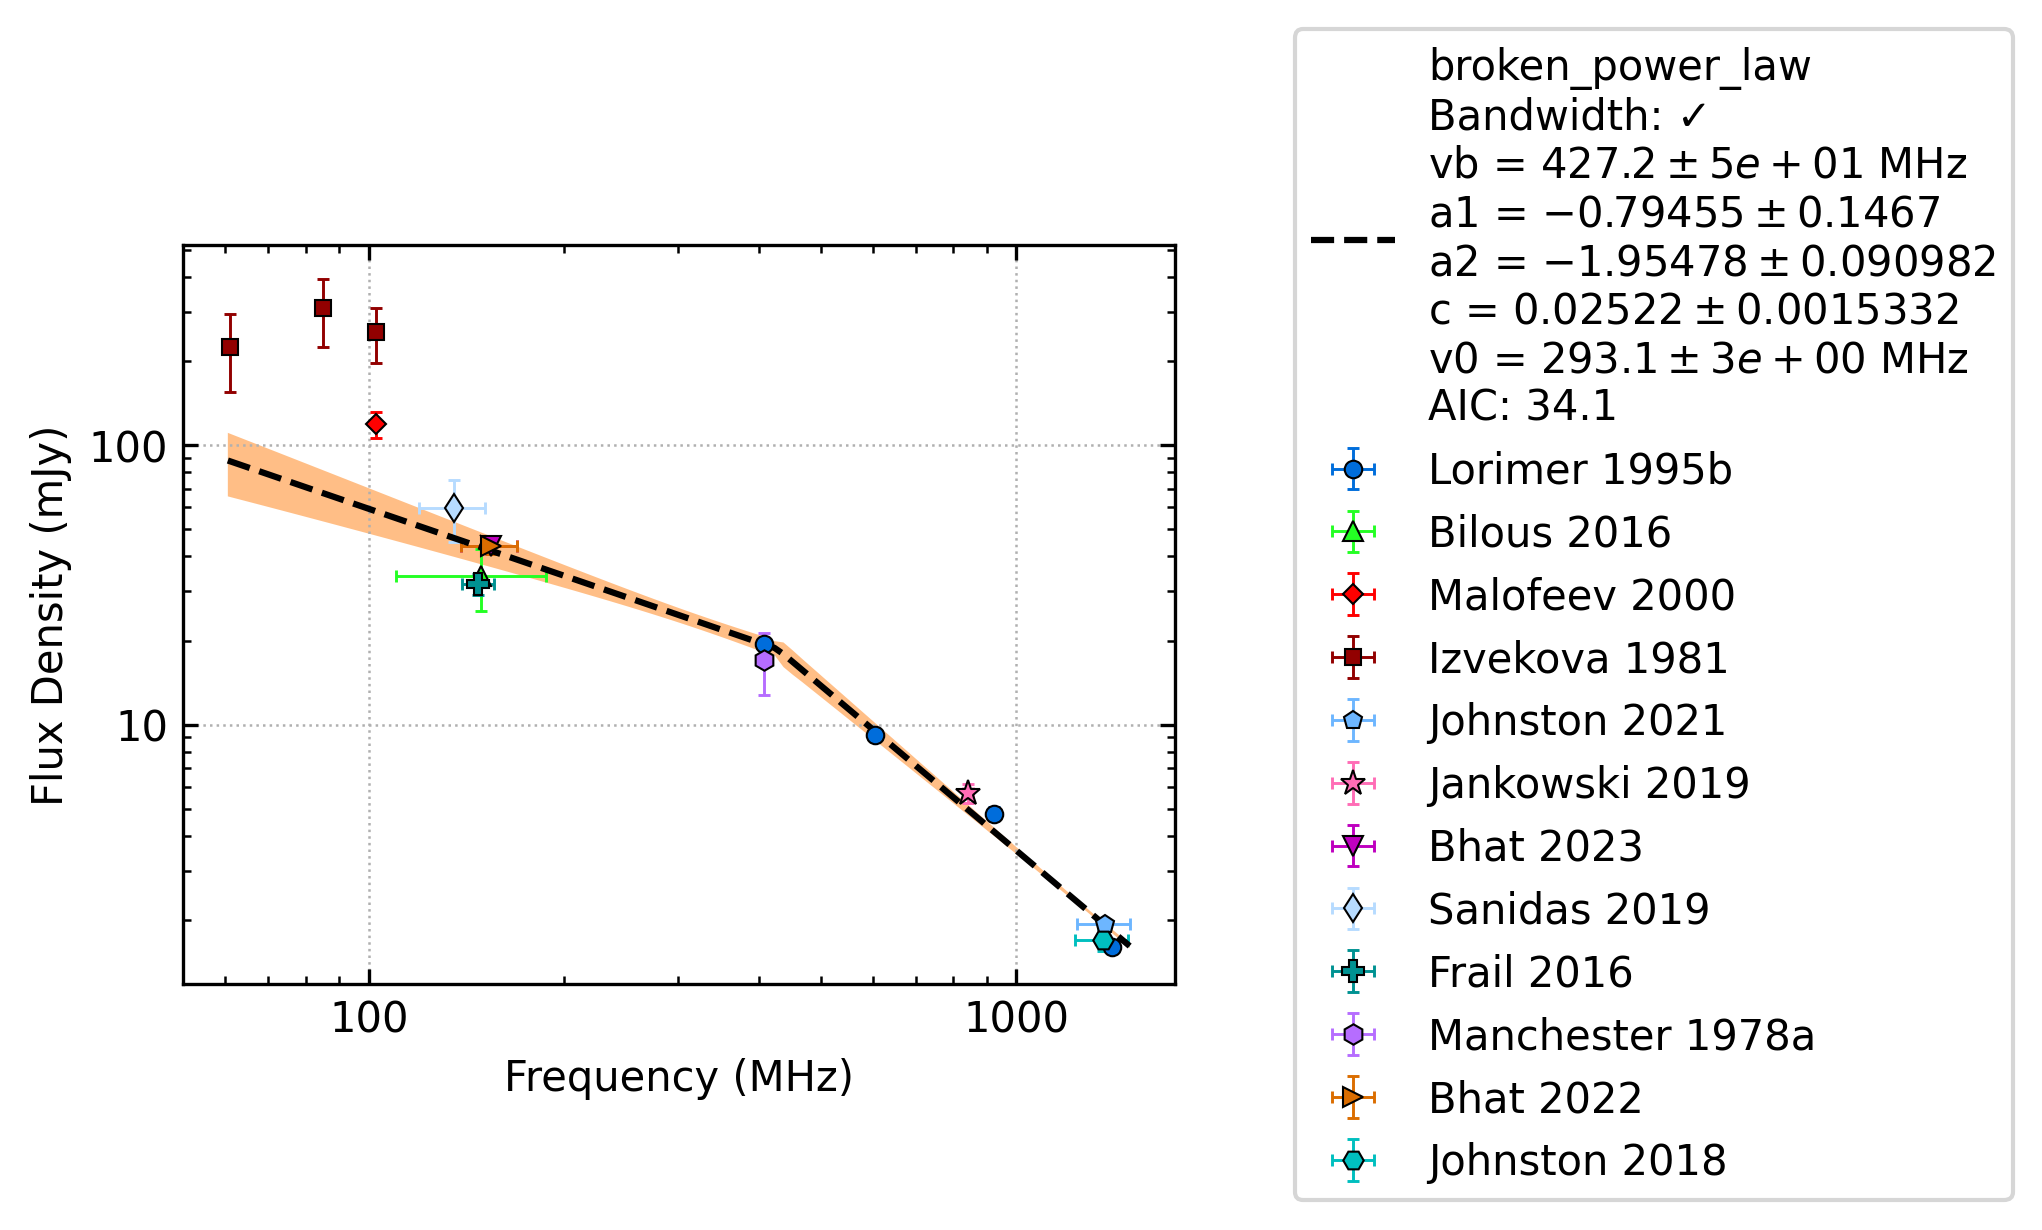 broken_power_law
Bandwidth: ✓
vb = 427.2 ± 5e + 01 MHz
a1 = −0.79455 ± 0.1467
a2 = −1.95478 ± 0.090982
c = 0.02522 ± 0.0015332
v0 = 293.1 ± 3e + 00 MHz
AIC: 34.1
Lorimer 1995b
Bilous 2016
Malofeev 2000
Izvekova 1981
Johnston 2021
Jankowski 2019
Bhat 2023
Sanidas 2019
Frail 2016
Manchester 1978a
Bhat 2022
Johnston 2018
Flux Density (mJy)
100
10
100
1000
Frequency (MHz)